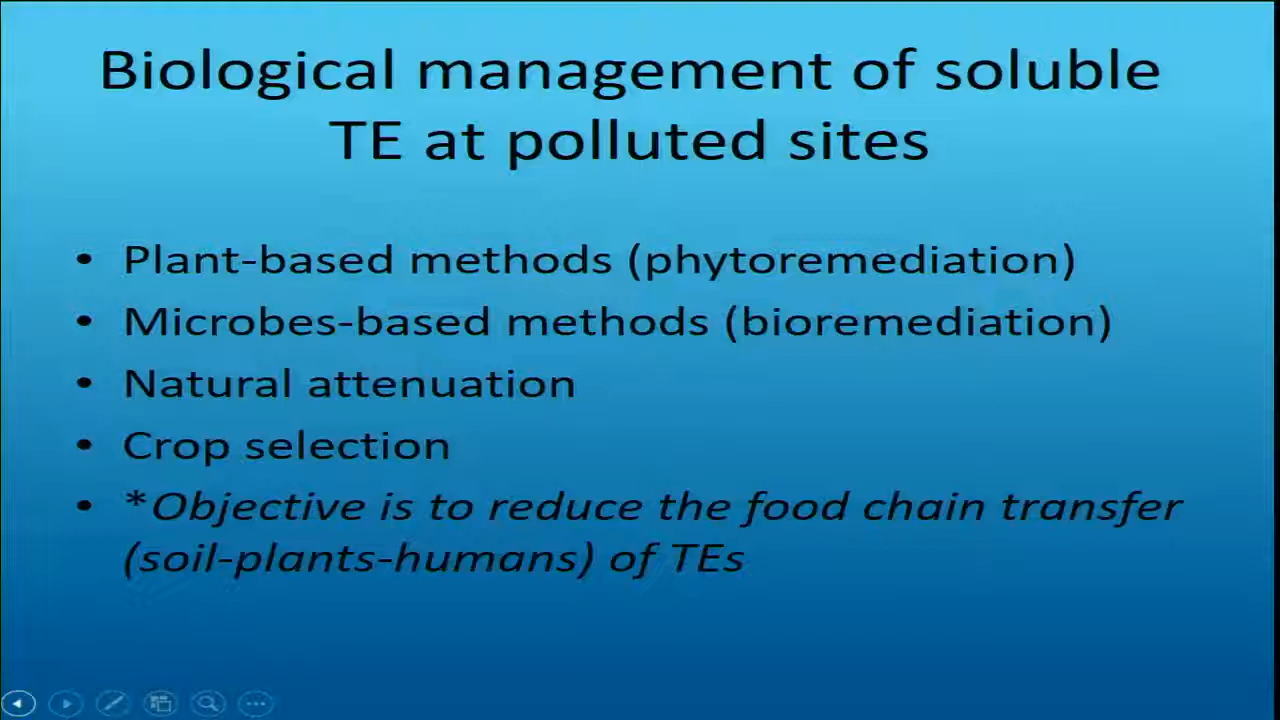 Biological management of soluble
TE at polluted sites
• Plant-based methods (phytoremediation)
• Microbes-based methods (bioremediation)
• Natural attenuation
• Crop selection
• *Objective is to reduce the food chain transfer
(soil-plants-humans) of TEs